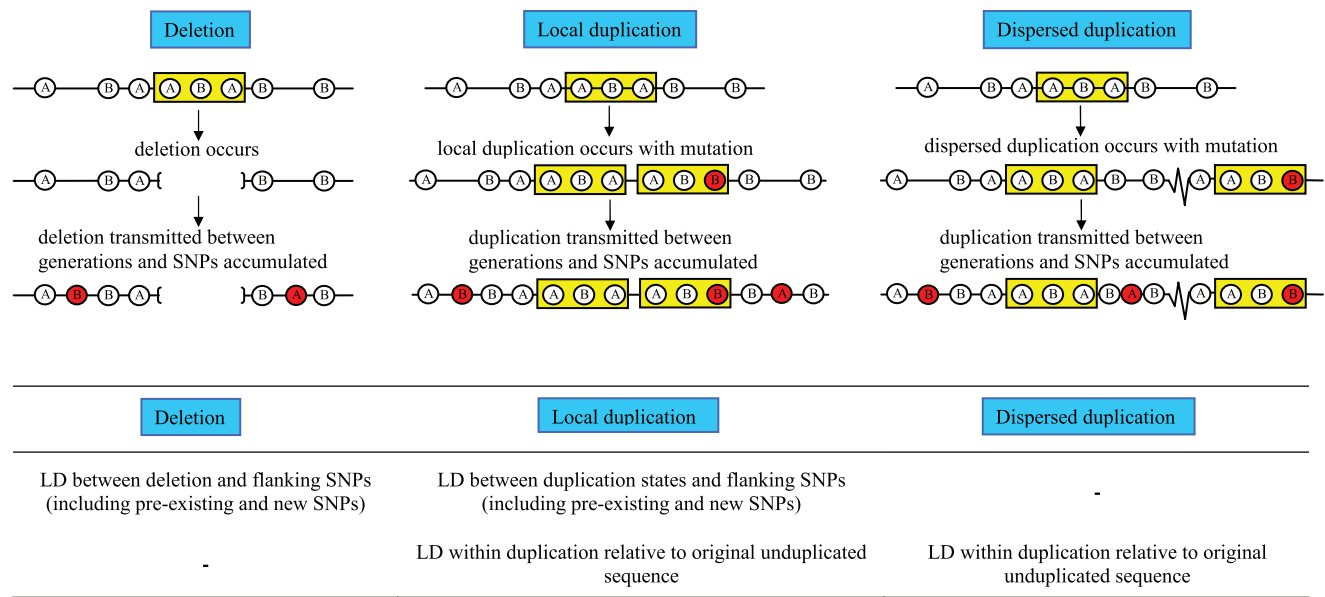 Deletion
A B A A B A B B
deletion occurs
A B A B B
deletion transmitted between
generations and SNPs accumulated
A B B A B A B
Local duplication
A B A A B A B B
local duplication occurs with mutation
A B A A B A A B B B B
duplication transmitted between
generations and SNPs accumulated
A B B A A B A A B B B A B
Dispersed duplication
A B A A B A B B
dispersed duplication occurs with mutation
A B A A B A B B A A B B
duplication transmitted between
generations and SNPs accumulated
A B B A A B A B A B A A B B
Deletion
Local duplication
Dispersed duplication
LD between deletion and flanking SNPs
(including pre-existing and new SNPs)
LD between duplication states and flanking SNPs
(including pre-existing and new SNPs)
-
-
LD within duplication relative to original unduplicated
sequence
LD within duplication relative to original
unduplicated sequence